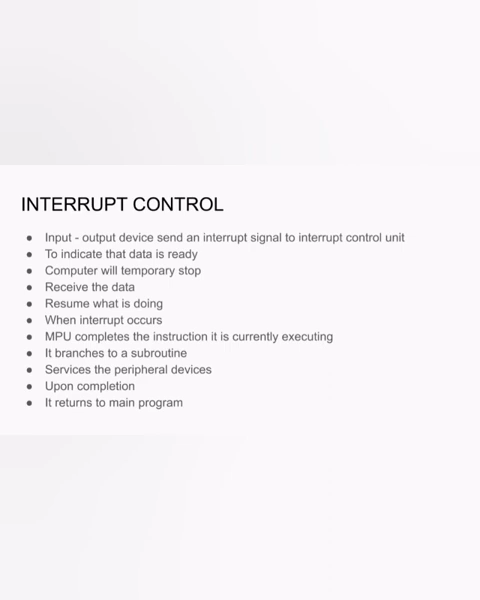 INTERRUPT CONTROL
● Input - output device send an interrupt signal to interrupt control unit
● To indicate that data is ready
● Computer will temporary stop
● Receive the data
● Resume what is doing
● When interrupt occurs
● MPU completes the instruction it is currently executing
● It branches to a subroutine
● Services the peripheral devices
● Upon completion
● It returns to main program